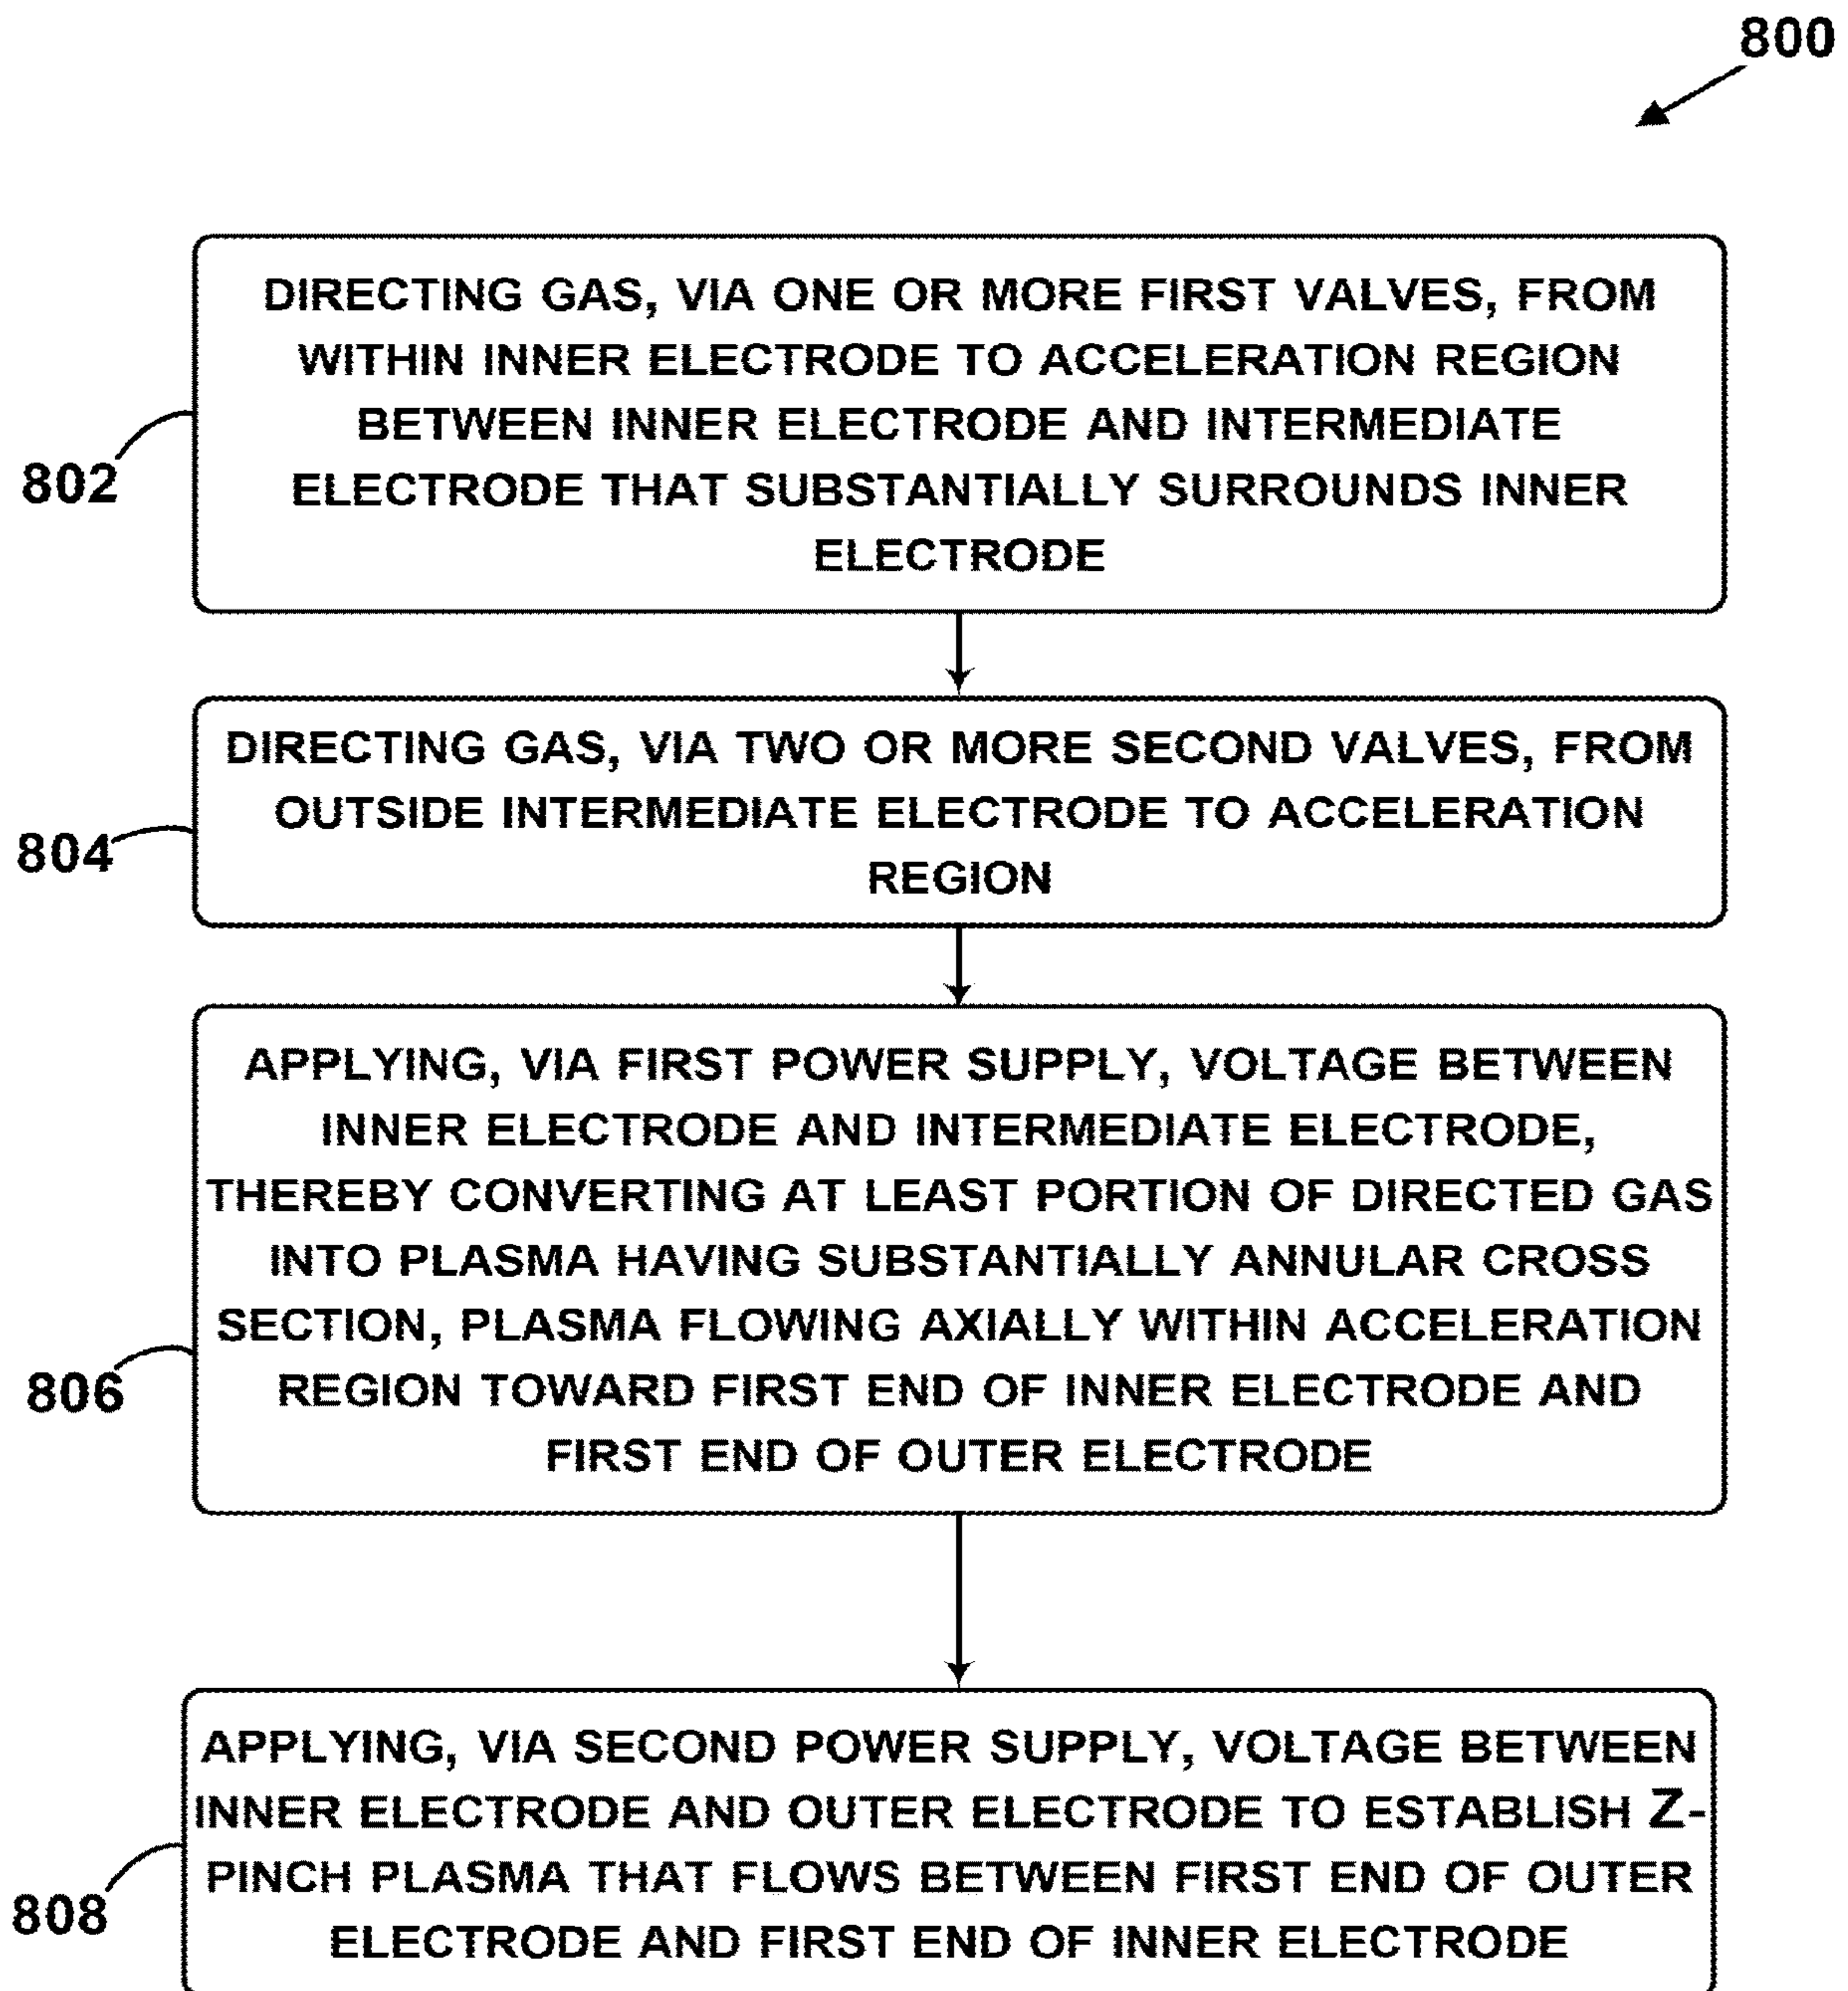 800
DIRECTING GAS, VIA ONE OR MORE FIRST VALVES, FROM
WITHIN INNER ELECTRODE TO ACCELERATION REGION
BETWEEN INNER ELECTRODE AND INTERMEDIATE
ELECTRODE THAT SUBSTANTIALLY SURROUNDS INNER
ELECTRODE
802
DIRECTING GAS, VIA TWO OR MORE SECOND VALVES, FROM
OUTSIDE INTERMEDIATE ELECTRODE TO ACCELERATION
REGION
804
APPLYING, VIA FIRST POWER SUPPLY, VOLTAGE BETWEEN
INNER ELECTRODE AND INTERMEDIATE ELECTRODE,
THEREBY CONVERTING AT LEAST PORTION OF DIRECTED GAS
INTO PLASMA HAVING SUBSTANTIALLY ANNULAR CROSS
SECTION, PLASMA FLOWING AXIALLY WITHIN ACCELERATION
REGION TOWARD FIRST END OF INNER ELECTRODE AND
FIRST END OF OUTER ELECTRODE
806
APPLYING, VIA SECOND POWER SUPPLY, VOLTAGE BETWEEN
INNER ELECTRODE AND OUTER ELECTRODE TO ESTABLISH Z-
PINCH PLASMA THAT FLOWS BETWEEN FIRST END OF OUTER
ELECTRODE AND FIRST END OF INNER ELECTRODE
808